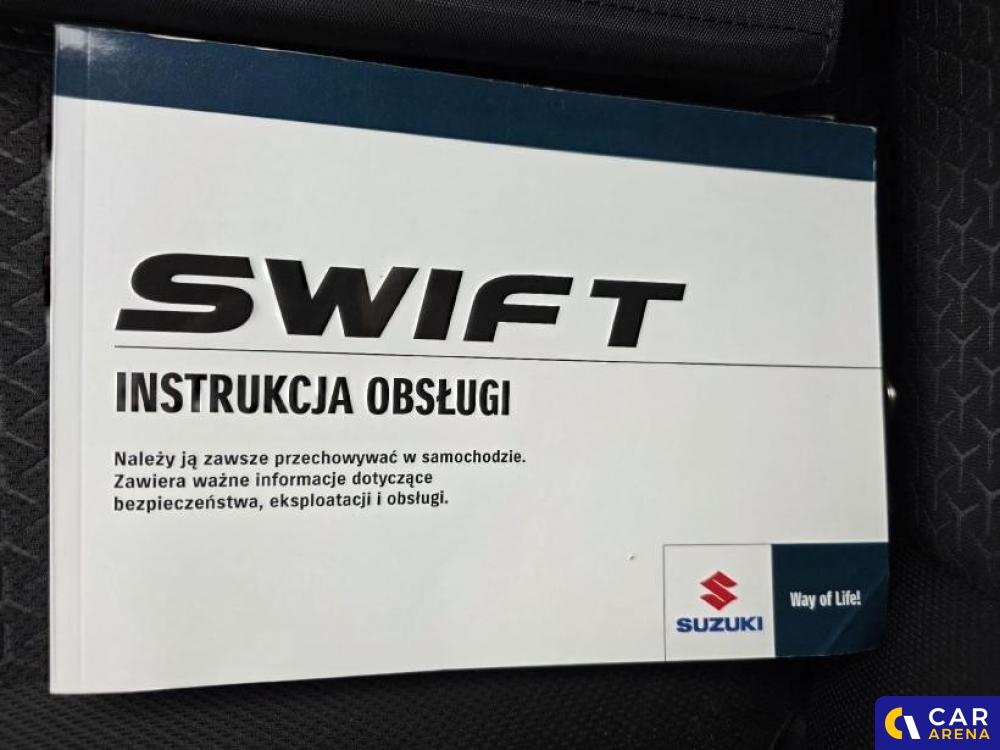 SWIFT
INSTRUKCJA OBSŁUGI
Należy ją zawsze przechowywać w samochodzie.
Zawiera ważne informacje dotyczące
bezpieczeństwa, eksploatacji i obsługi.
SUZUKI
Way of Life!
CAR
ARENA